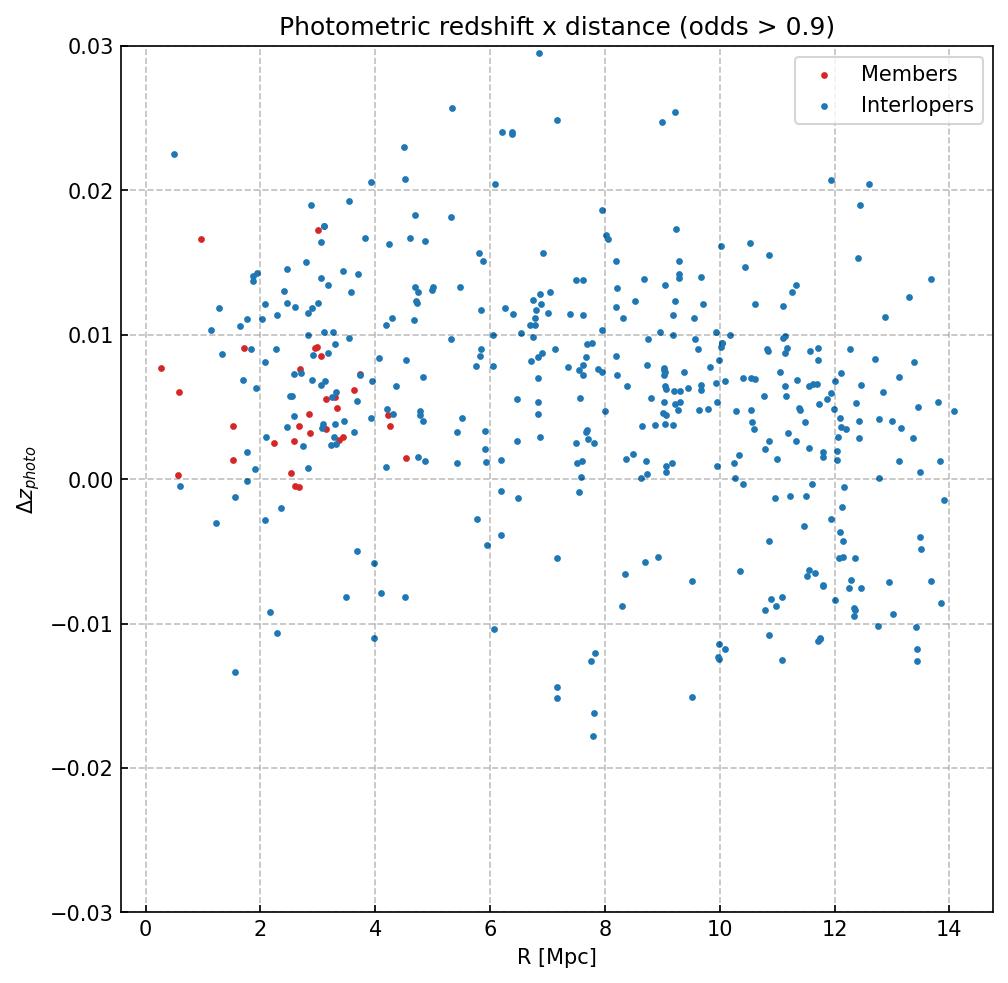 Photometric redshift x distance (odds > 0.9)
Members
Interlopers
0.03
0.02
0.01
0.00
−0.01
−0.02
−0.03
Δz_photo
0 2 4 6 8 10 12 14
R [Mpc]